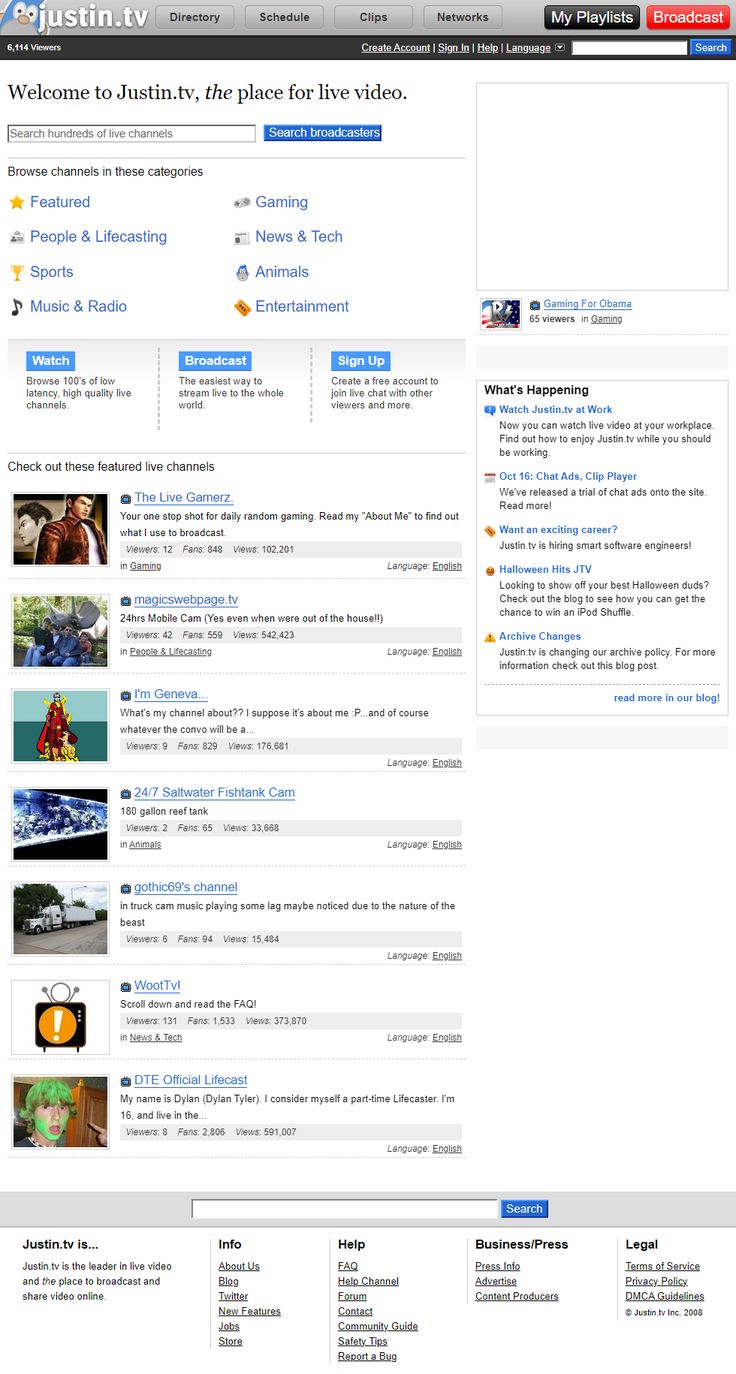 justin.tv
Directory
Schedule
Clips
Networks
My Playlists
Broadcast
6,114 Viewers
Create Account | Sign In | Help | Language
Search
Welcome to Justin.tv, the place for live video.
Search hundreds of live channels
Search broadcasters
Browse channels in these categories
Featured
Gaming
People & Lifecasting
News & Tech
Sports
Animals
Music & Radio
Entertainment
Gaming For Obama
65 viewers in Gaming
Watch
Browse 100's of low
latency, high quality live
channels.
Broadcast
The easiest way to
stream live to the whole
world.
Sign Up
Create a free account to
join live chat with other
viewers and more.
What's Happening
Watch Justin.tv at Work
Now you can watch live video at your workplace.
Find out how to enjoy Justin.tv while you should
be working.
Oct 16: Chat Ads, Clip Player
We've released a trial of chat ads onto the site.
Read more!
Want an exciting career?
Justin.tv is hiring smart software engineers!
Halloween Hits JTV
Looking to show off your best Halloween duds?
Check out the blog to see how you can get the
chance to win an iPod Shuffle.
Archive Changes
Justin.tv is changing our archive policy. For more
information check out this blog post.
read more in our blog!
Check out these featured live channels
The Live Gamerz.
Your one stop shot for daily random gaming. Read my "About Me" to find out
what I use to broadcast.
Viewers: 12 Fans: 848 Views: 102,201
in Gaming
Language: English
magicswebpage.tv
24hrs Mobile Cam (Yes even when were out of the house!!)
Viewers: 42 Fans: 559 Views: 542,423
in People & Lifecasting
Language: English
I'm Geneva...
What's my channel about?? I suppose it's about me :P...and of course
whatever the convo will be a...
Viewers: 9 Fans: 829 Views: 176,681
Language: English
24/7 Saltwater Fishtank Cam
180 gallon reef tank
Viewers: 2 Fans: 65 Views: 33,668
in Animals
Language: English
gothic69's channel
in truck cam music playing some lag maybe noticed due to the nature of the
beast
Viewers: 6 Fans: 94 Views: 15,484
Language: English
WootTv!
Scroll down and read the FAQ!
Viewers: 131 Fans: 1,533 Views: 373,870
in News & Tech
Language: English
DTE Official Lifecast
My name is Dylan (Dylan Tyler). I consider myself a part-time Lifecaster. I'm
16, and live in the...
Viewers: 8 Fans: 2,806 Views: 591,007
Language: English
Search
Justin.tv is...
Justin.tv is the leader in live video
and the place to broadcast and
share video online.
Info
About Us
Blog
Twitter
New Features
Jobs
Store
Help
FAQ
Help Channel
Forum
Contact
Community Guide
Safety Tips
Report a Bug
Business/Press
Press Info
Advertise
Content Producers
Legal
Terms of Service
Privacy Policy
DMCA Guidelines
© Justin.tv Inc. 2008